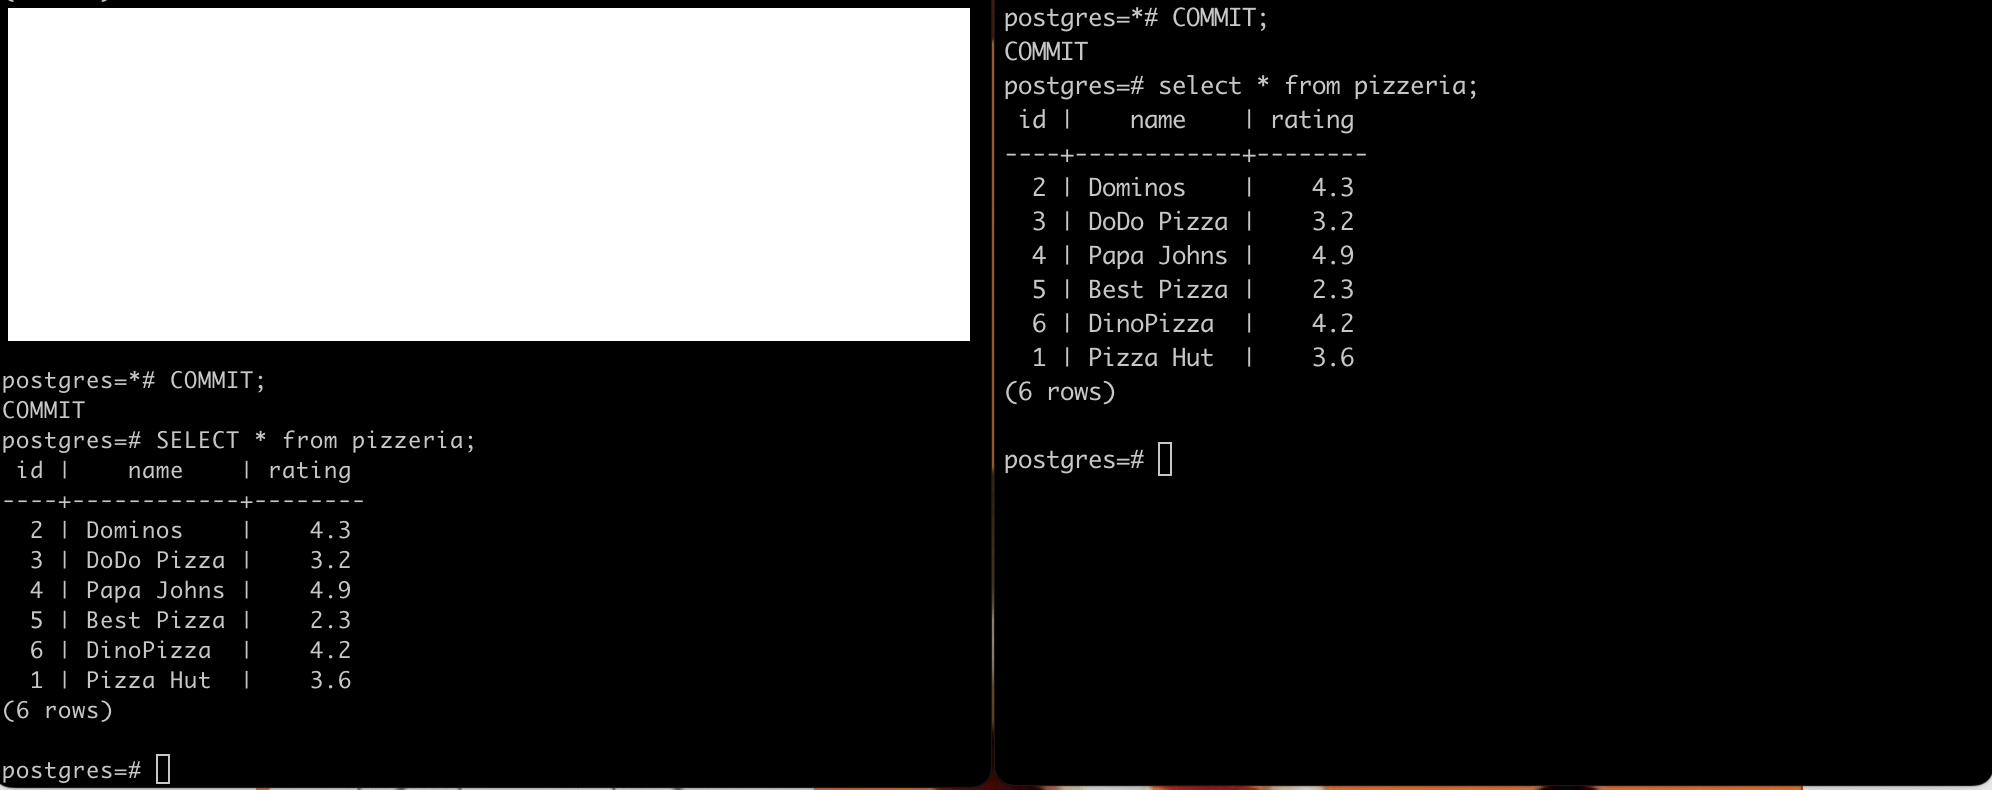 postgres=*# COMMIT;
COMMIT
postgres=# SELECT * from pizzeria;
 id |    name    | rating
----+------------+--------
  2 | Dominos    |    4.3
  3 | DoDo Pizza |    3.2
  4 | Papa Johns |    4.9
  5 | Best Pizza |    2.3
  6 | DinoPizza  |    4.2
  1 | Pizza Hut  |    3.6
(6 rows)
postgres=#
postgres=*# COMMIT;
COMMIT
postgres=# select * from pizzeria;
 id |    name    | rating
----+------------+--------
  2 | Dominos    |    4.3
  3 | DoDo Pizza |    3.2
  4 | Papa Johns |    4.9
  5 | Best Pizza |    2.3
  6 | DinoPizza  |    4.2
  1 | Pizza Hut  |    3.6
(6 rows)
postgres=#